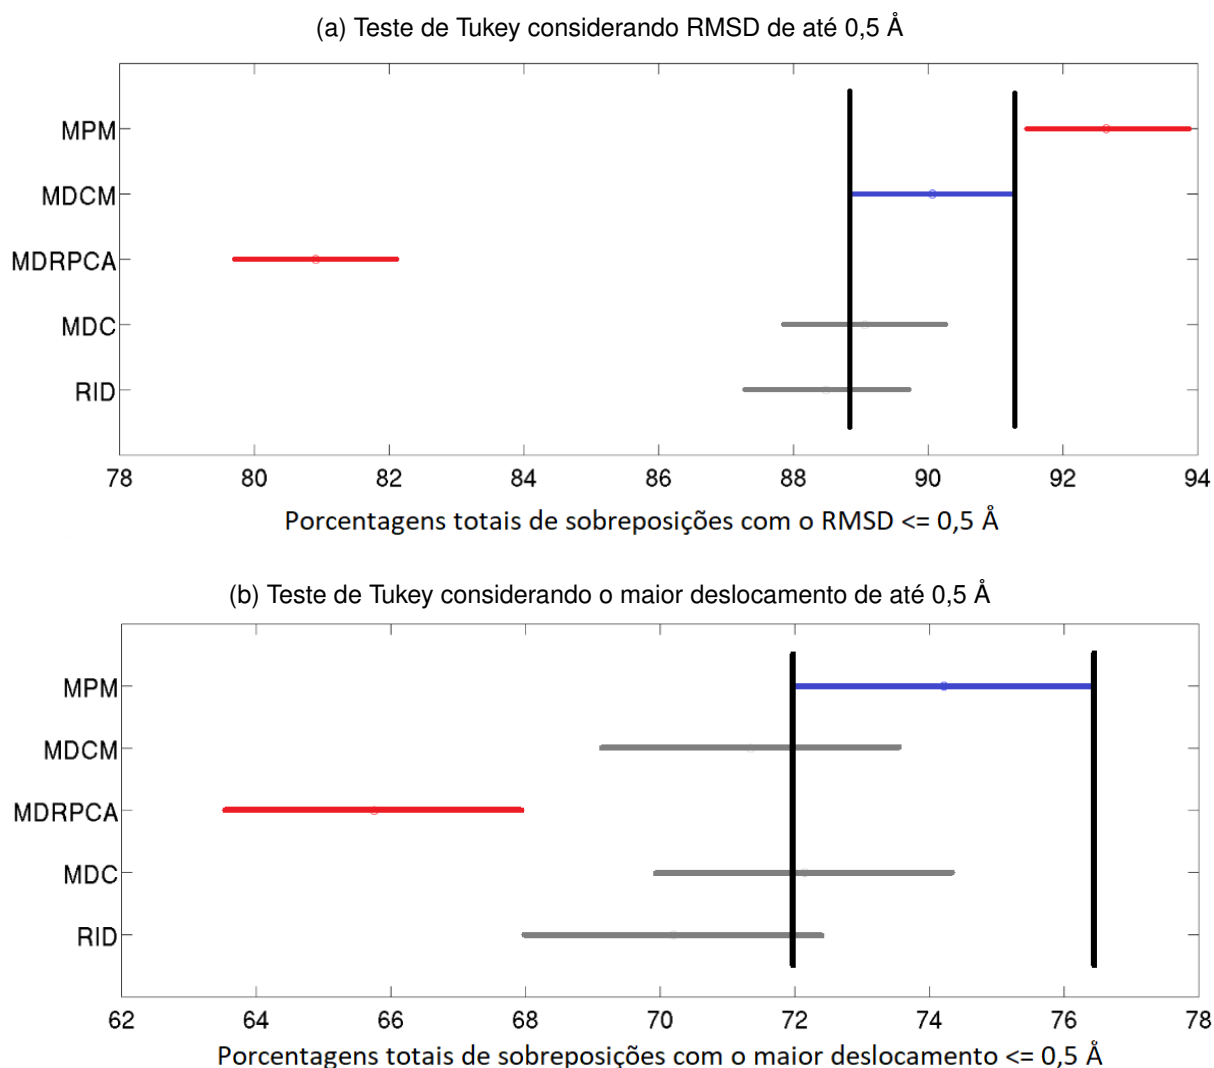 (a) Teste de Tukey considerando RMSD de até 0,5 Å
MPM
MDCM
MDRPCA
MDC
RID
78 80 82 84 86 88 90 92 94
Porcentagens totais de sobreposições com o RMSD <= 0,5 Å
(b) Teste de Tukey considerando o maior deslocamento de até 0,5 Å
MPM
MDCM
MDRPCA
MDC
RID
62 64 66 68 70 72 74 76 78
Porcentagens totais de sobreposições com o maior deslocamento <= 0,5 Å